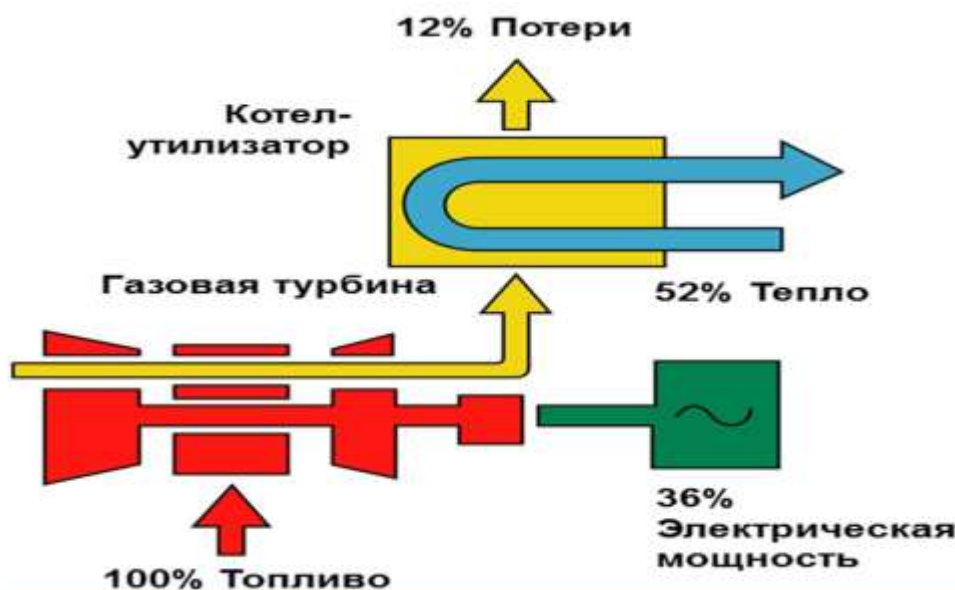 12% Потери
Котел-
утилизатор
Газовая турбина
52% Тепло
36%
Электрическая
мощность
100% Топливо